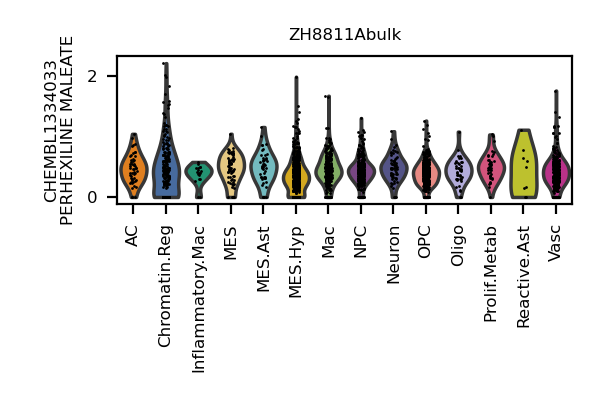 ZH8811Abulk
CHEMBL1334033
PERHEXILINE MALEATE
2
0
AC
Chromatin.Reg
Inflammatory.Mac
MES
MES.Ast
MES.Hyp
Mac
NPC
Neuron
OPC
Oligo
Prolif.Metab
Reactive.Ast
Vasc